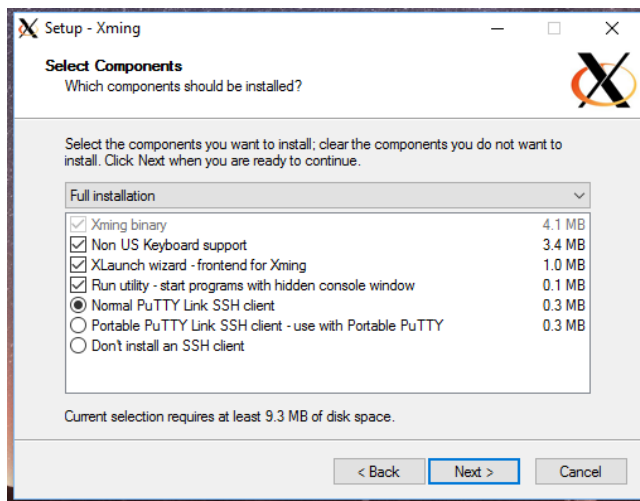 Setup - Xming
Select Components
Which components should be installed?
Select the components you want to install; clear the components you do not want to
install. Click Next when you are ready to continue.
Full installation
Xming binary 4.1 MB
Non US Keyboard support 3.4 MB
XLaunch wizard - frontend for Xming 1.0 MB
Run utility - start programs with hidden console window 0.1 MB
Normal PuTTY Link SSH client 0.3 MB
Portable PuTTY Link SSH client - use with Portable PuTTY 0.3 MB
Don't install an SSH client
Current selection requires at least 9.3 MB of disk space.
< Back Next > Cancel